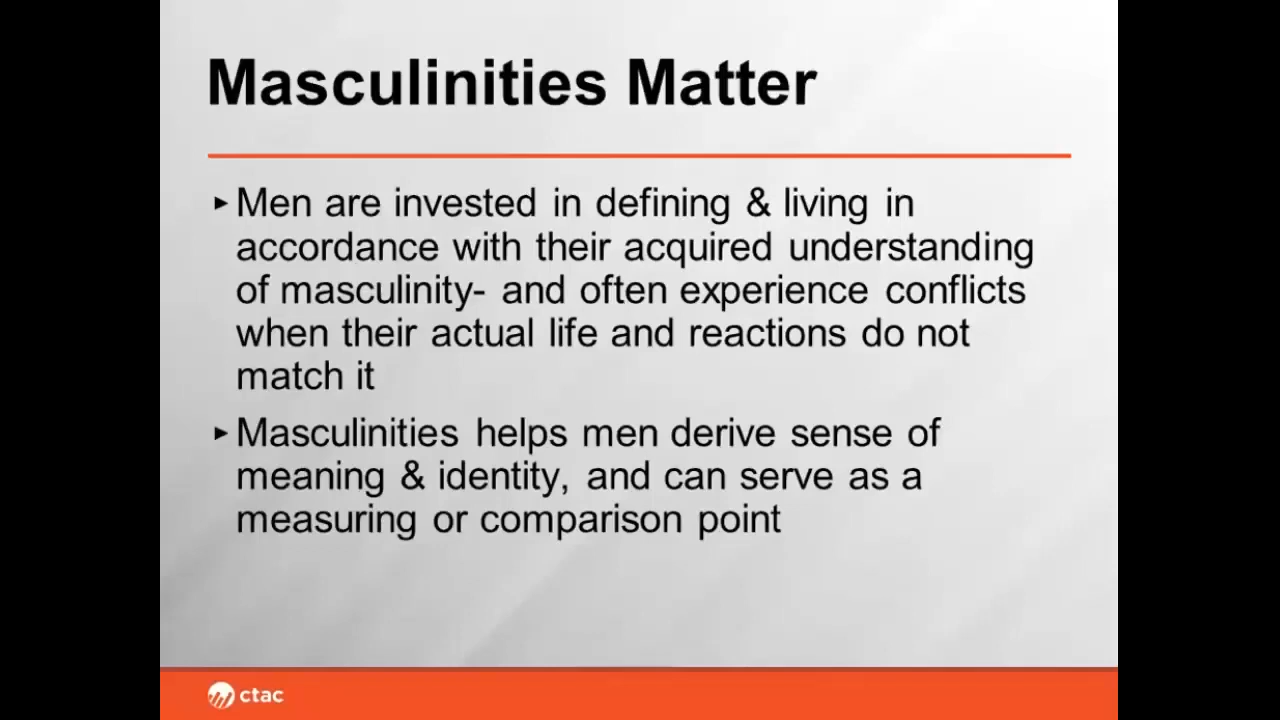 Masculinities Matter
▸Men are invested in defining & living in
accordance with their acquired understanding
of masculinity- and often experience conflicts
when their actual life and reactions do not
match it
▸Masculinities helps men derive sense of
meaning & identity, and can serve as a
measuring or comparison point
ctac